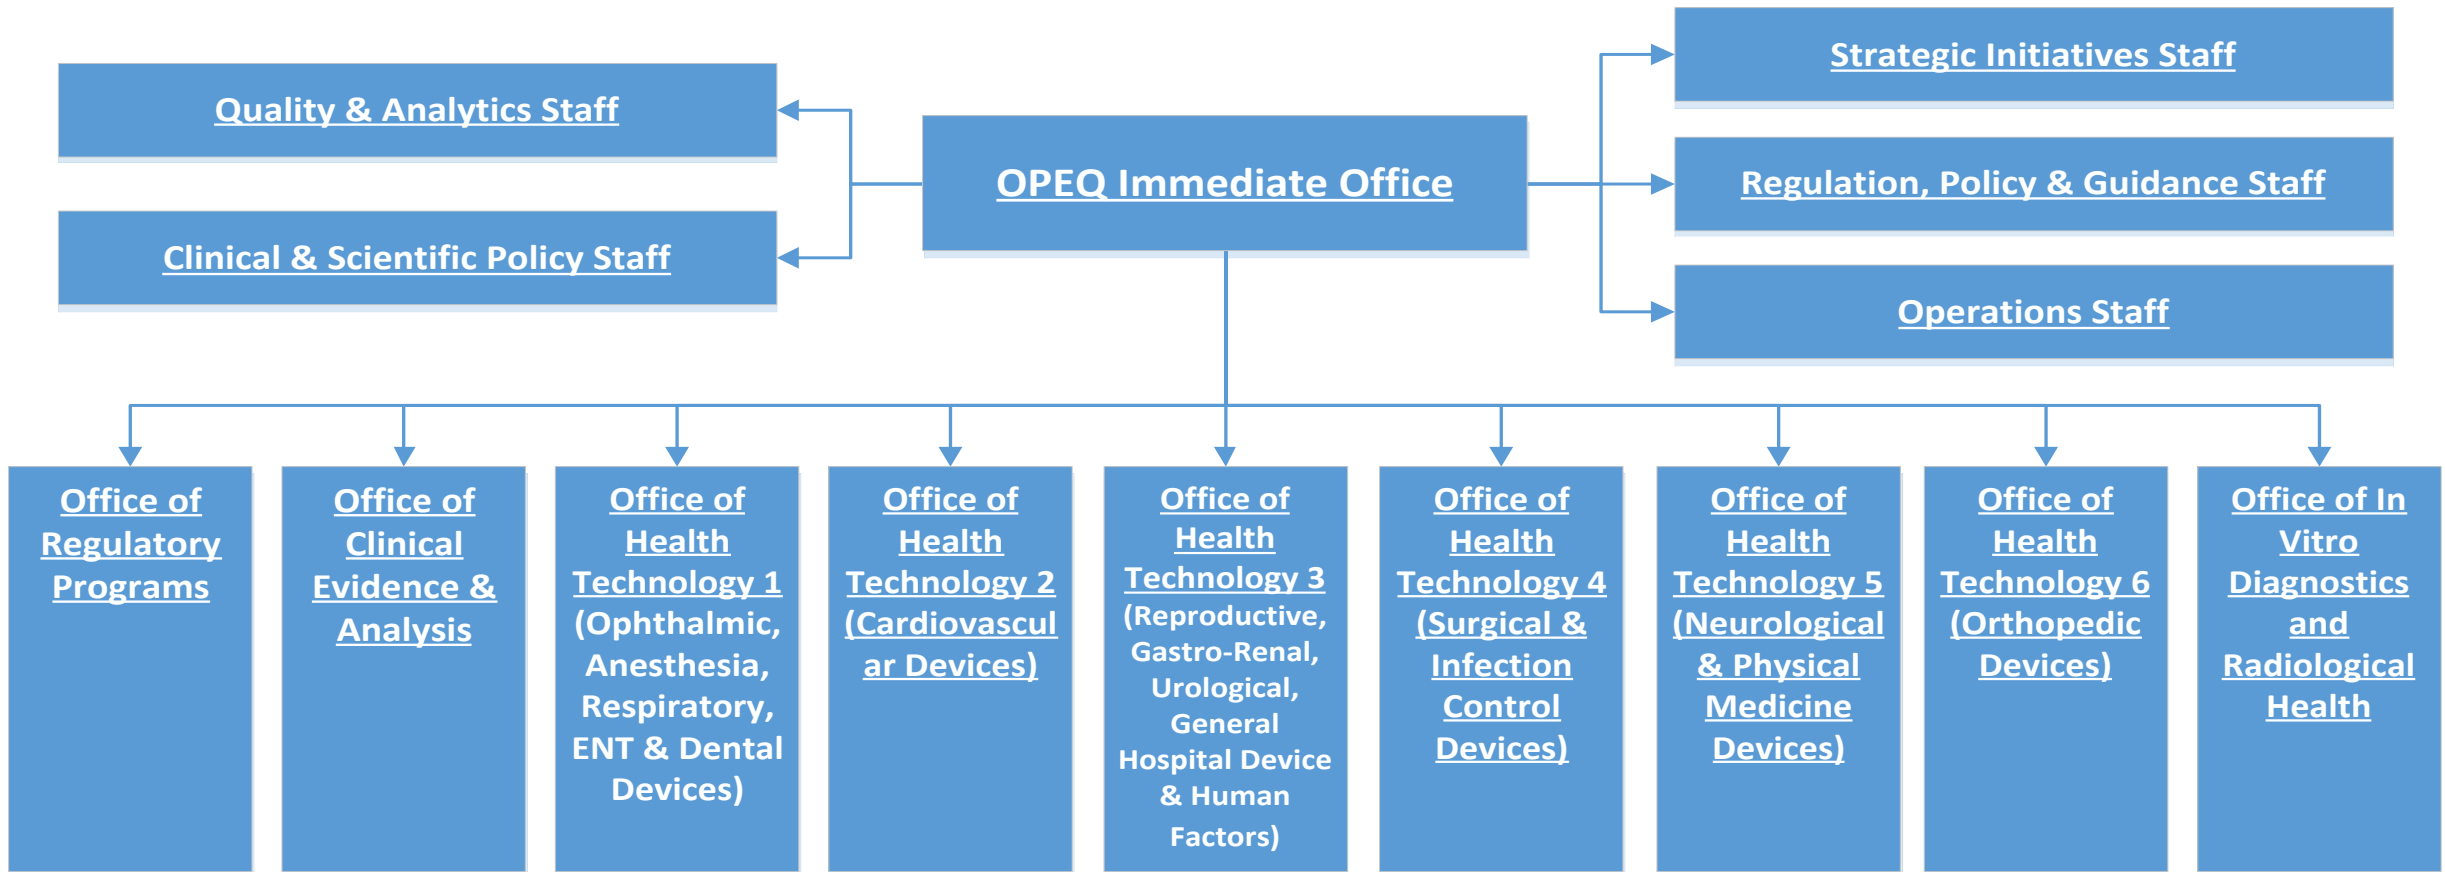 Quality & Analytics Staff
Clinical & Scientific Policy Staff
OPEQ Immediate Office
Strategic Initiatives Staff
Regulation, Policy & Guidance Staff
Operations Staff
Office of
Regulatory
Programs
Office of
Clinical
Evidence &
Analysis
Office of
Health
Technology 1
(Ophthalmic,
Anesthesia,
Respiratory,
ENT & Dental
Devices)
Office of
Health
Technology 2
(Cardiovascul
ar Devices)
Office of
Health
Technology 3
(Reproductive,
Gastro-Renal,
Urological,
General
Hospital Device
& Human
Factors)
Office of
Health
Technology 4
(Surgical &
Infection
Control
Devices)
Office of
Health
Technology 5
(Neurological
& Physical
Medicine
Devices)
Office of
Health
Technology 6
(Orthopedic
Devices)
Office of In
Vitro
Diagnostics
and
Radiological
Health